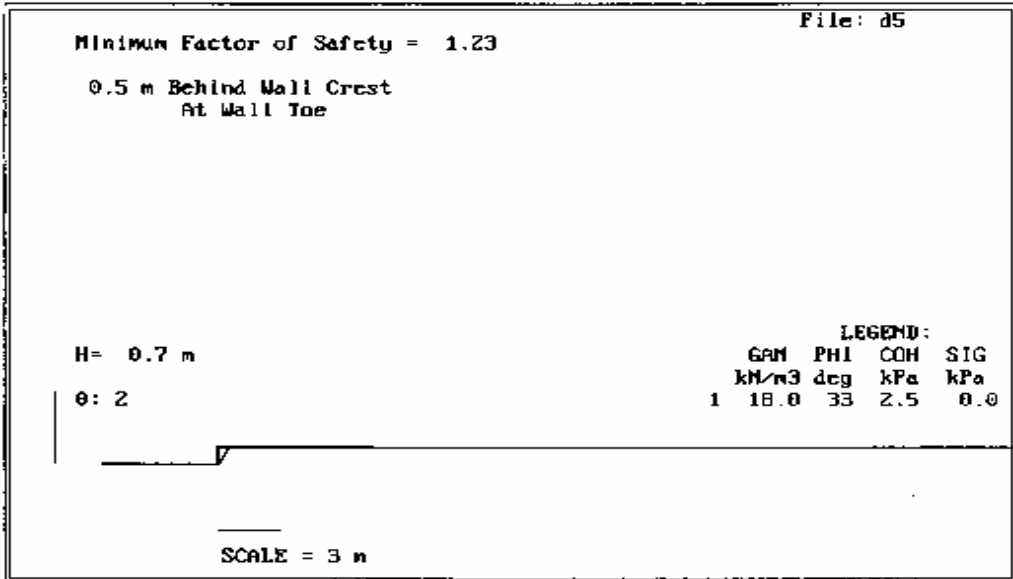 File: d5
Minimum Factor of Safety = 1.23
0.5 m Behind Wall Crest
At Wall Toe
LEGEND:
H= 0.7 m GAM PHI COH SIG
kN/m3 deg kPa kPa
θ: 2 1 18.0 33 2.5 0.0
SCALE = 3 m